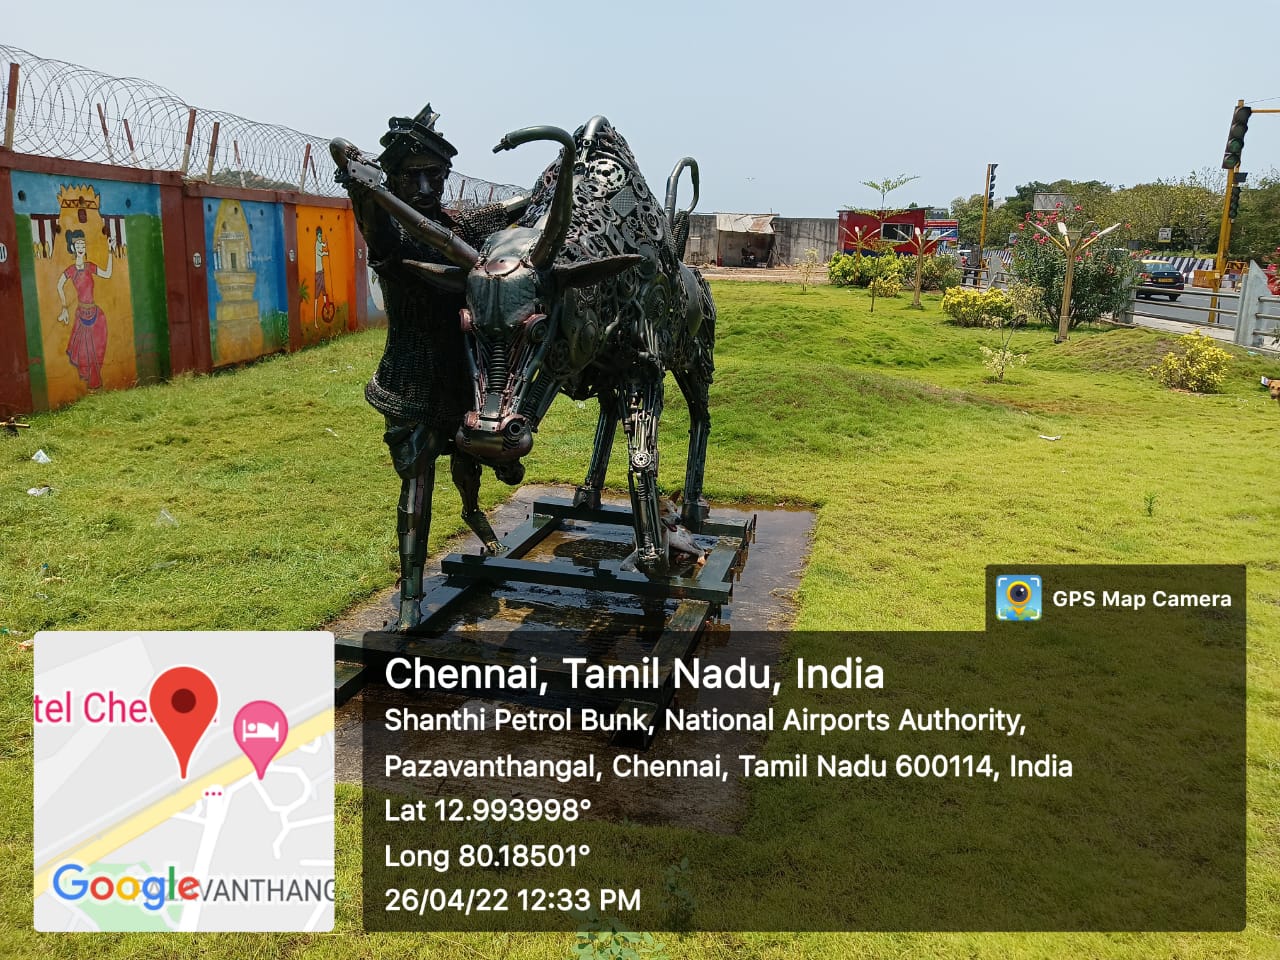 GPS Map Camera
Chennai, Tamil Nadu, India
Shanthi Petrol Bunk, National Airports Authority,
Pazavanthangal, Chennai, Tamil Nadu 600114, India
Lat 12.993998°
Long 80.18501°
26/04/22 12:33 PM
tel Che
...
Google
VANTHANG